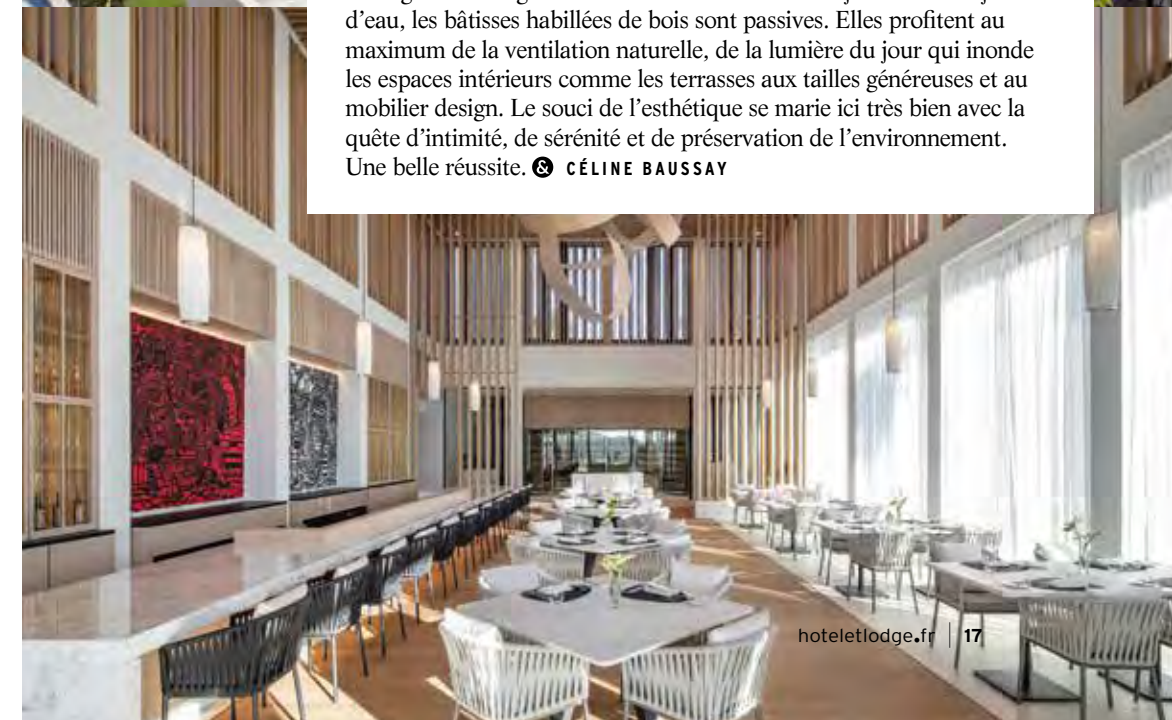 d'eau, les bâtisses habillées de bois sont passives. Elles profitent au
maximum de la ventilation naturelle, de la lumière du jour qui inonde
les espaces intérieurs comme les terrasses aux tailles généreuses et au
mobilier design. Le souci de l'esthétique se marie ici très bien avec la
quête d'intimité, de sérénité et de préservation de l'environnement.
Une belle réussite. & CÉLINE BAUSSAY
hoteletlodge.fr | 17